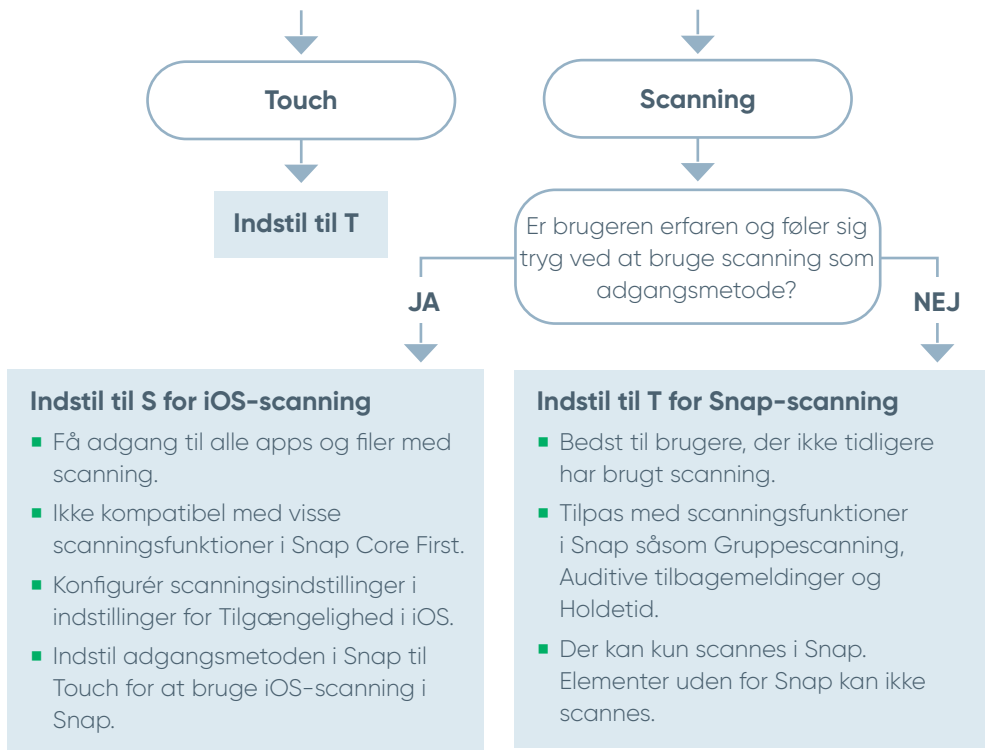 Touch
Scanning
Indstil til T
Er brugeren erfaren og føler sig
tryg ved at bruge scanning som
adgangsmetode?
JA
NEJ
Indstil til S for iOS-scanning
▪ Få adgang til alle apps og filer med
scanning.
▪ Ikke kompatibel med visse
scanningsfunktioner i Snap Core First.
▪ Konfigurér scanningsindstillinger i
indstillinger for Tilgængelighed i iOS.
▪ Indstil adgangsmetoden i Snap til
Touch for at bruge iOS-scanning i
Snap.
Indstil til T for Snap-scanning
▪ Bedst til brugere, der ikke tidligere
har brugt scanning.
▪ Tilpas med scanningsfunktioner
i Snap såsom Gruppescanning,
Auditive tilbagemeldinger og
Holdetid.
▪ Der kan kun scannes i Snap.
Elementer uden for Snap kan ikke
scannes.